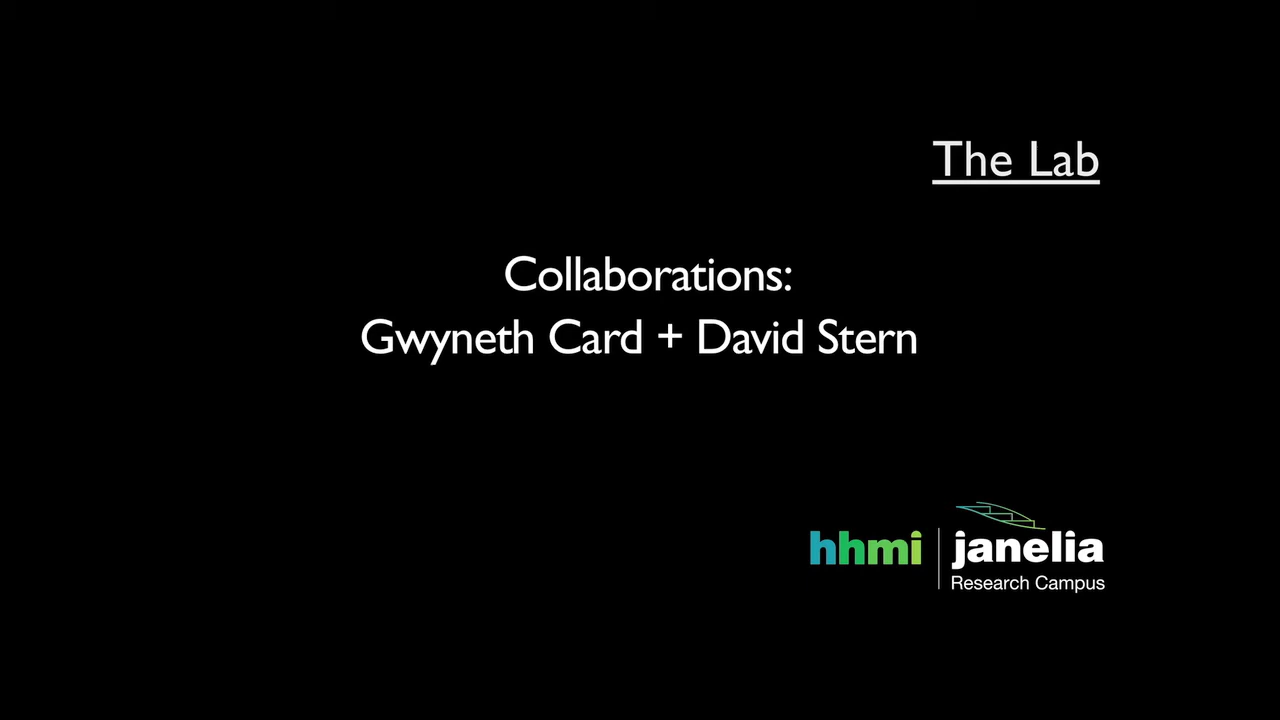 The Lab
Collaborations:
Gwyneth Card + David Stern
hhmi
janelia
Research Campus